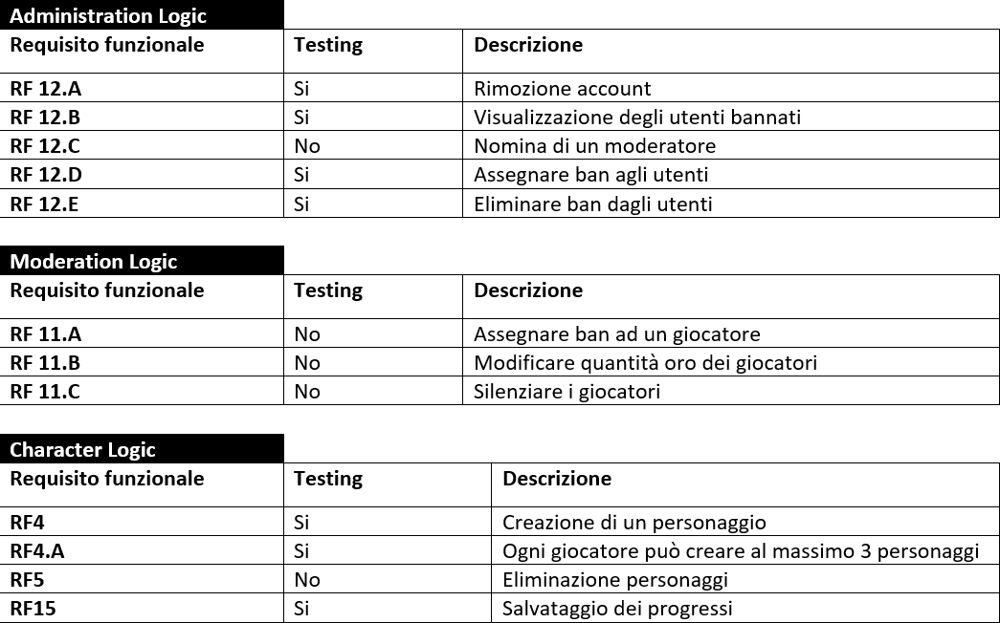 Administration Logic
Requisito funzionale Testing Descrizione
RF 12.A Si Rimozione account
RF 12.B Si Visualizzazione degli utenti bannati
RF 12.C No Nomina di un moderatore
RF 12.D Si Assegnare ban agli utenti
RF 12.E Si Eliminare ban dagli utenti
Moderation Logic
Requisito funzionale Testing Descrizione
RF 11.A No Assegnare ban ad un giocatore
RF 11.B No Modificare quantità oro dei giocatori
RF 11.C No Silenziare i giocatori
Character Logic
Requisito funzionale Testing Descrizione
RF4 Si Creazione di un personaggio
RF4.A Si Ogni giocatore può creare al massimo 3 personaggi
RF5 No Eliminazione personaggi
RF15 Si Salvataggio dei progressi